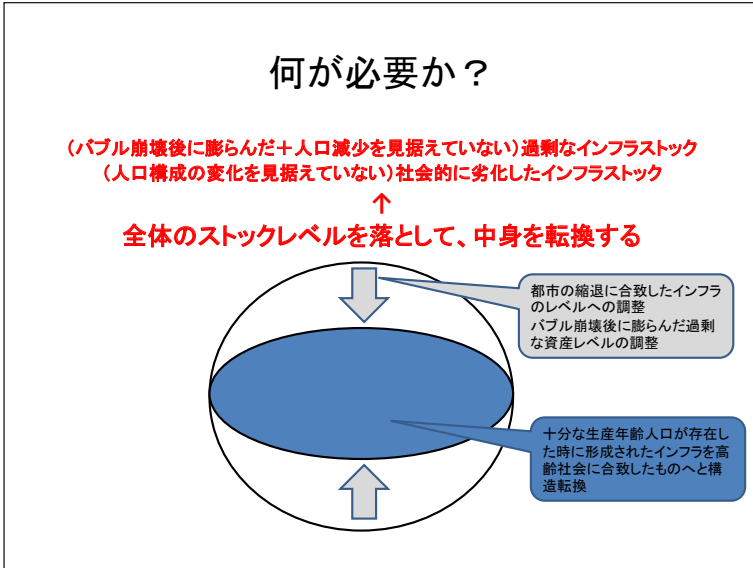 何が必要か？
（バブル崩壊後に膨らんだ＋人口減少を見据えていない）過剰なインフラストック
（人口構成の変化を見据えていない）社会的に劣化したインフラストック
↑
全体のストックレベルを落として、中身を転換する
都市の縮退に合致したインフラ
のレベルへの調整
バブル崩壊後に膨らんだ過剰
な資産レベルの調整
十分な生産年齢人口が存在し
た時に形成されたインフラを高
齢社会に合致したものへと構
造転換